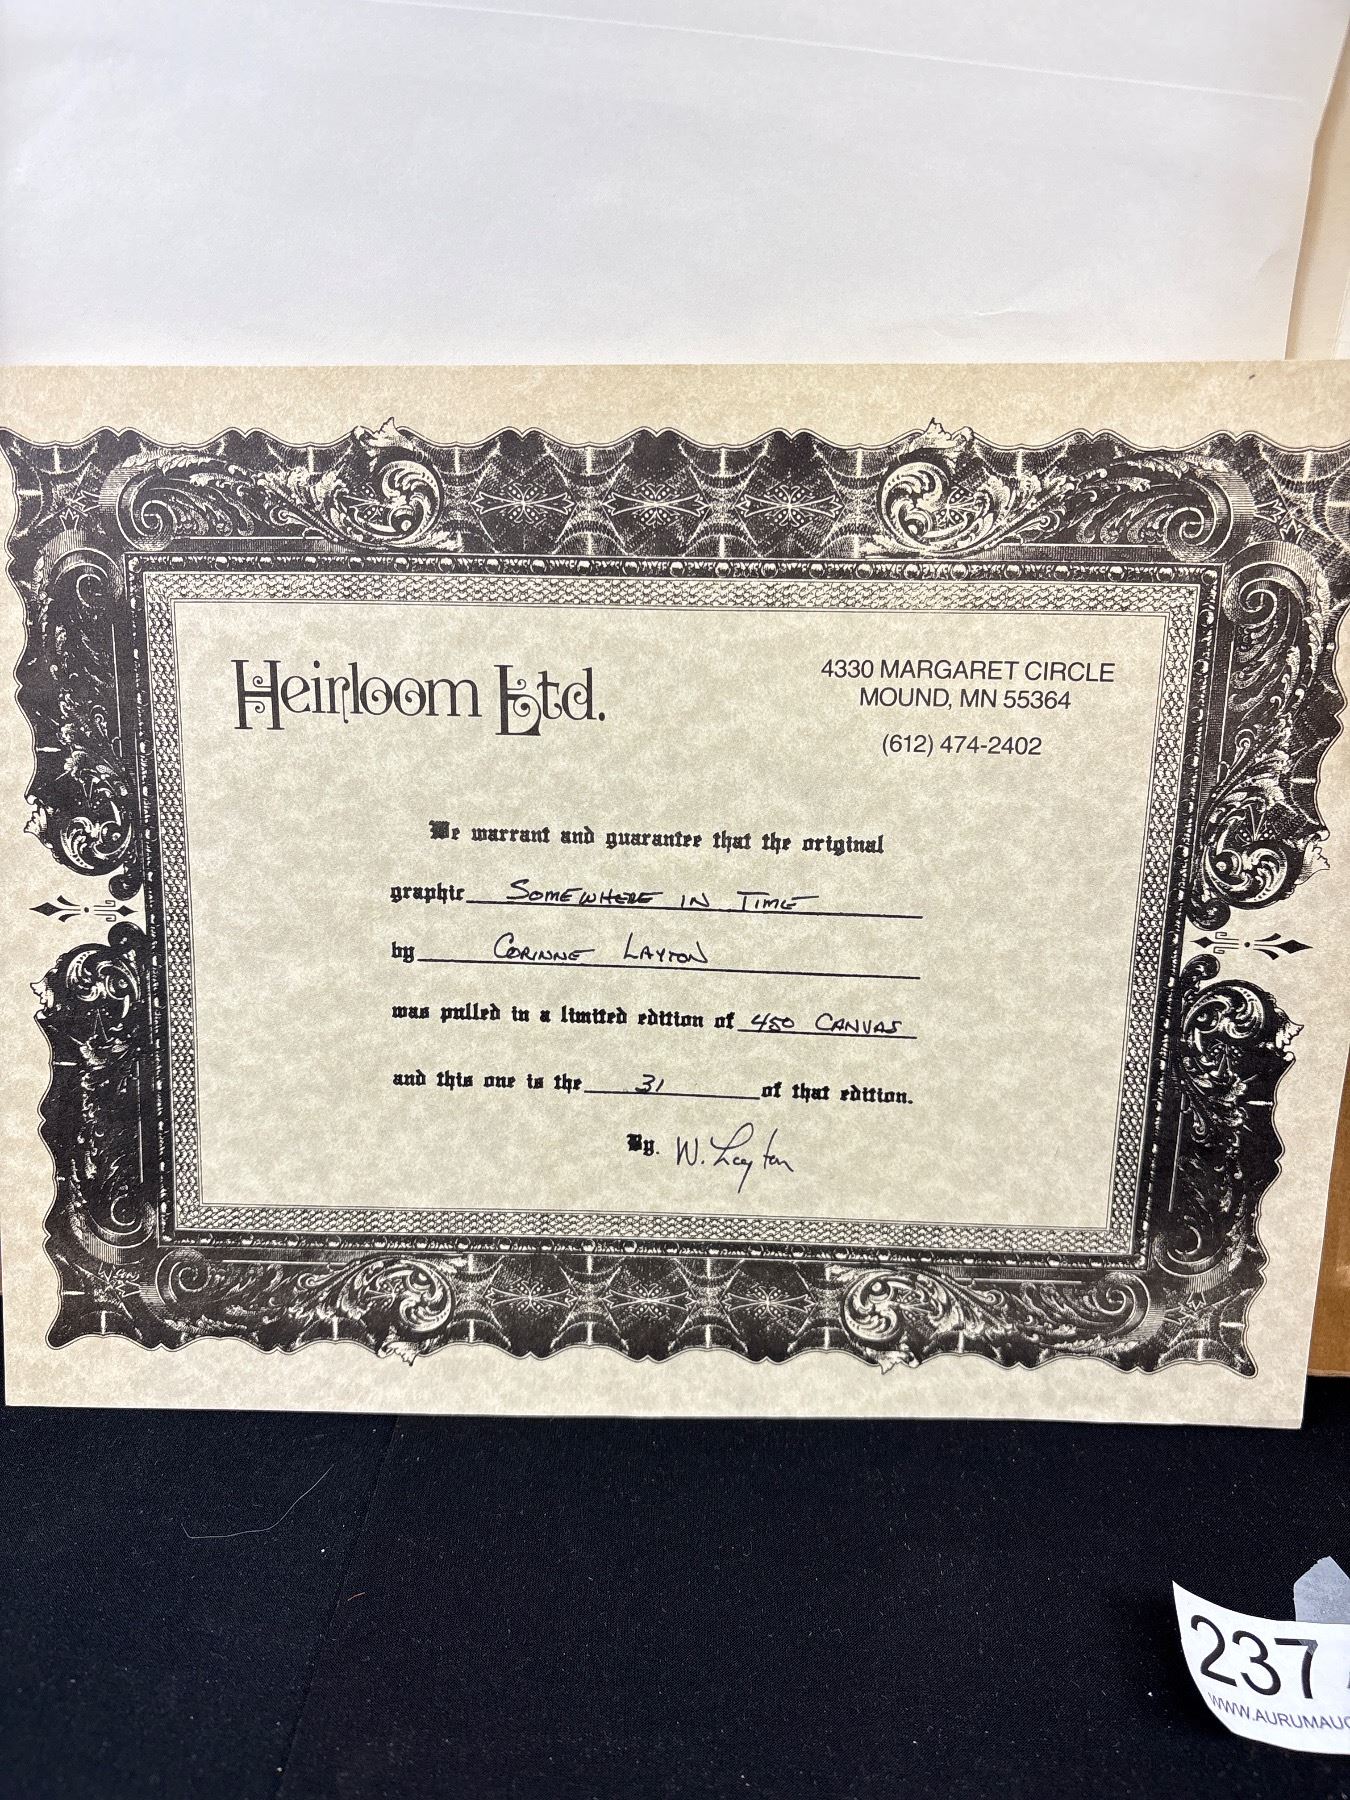 Heirloom Ltd.
4330 MARGARET CIRCLE
MOUND, MN 55364
(612) 474-2402
We warrant and guarantee that the original
graphic SOMEWHERE IN TIME
by CORINNE LAYTON
was pulled in a limited edition of 450 CANVAS
and this one is the 31 of that edition.
By. W. Layton
237
WWW.AURUMAUC